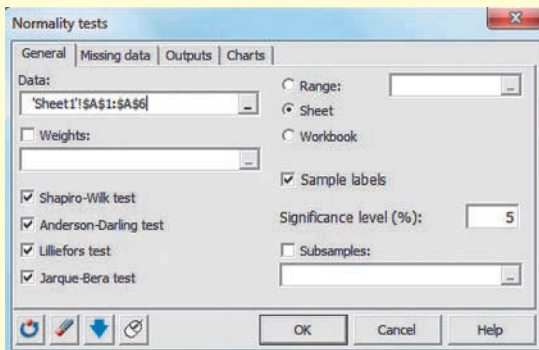 Normality tests
General Missing data Outputs Charts
Data:
'Sheet1'!$A$1:$A$6
Weights:
Shapiro-Wilk test
Anderson-Darling test
Lilliefors test
Jarque-Bera test
Range:
Sheet
Workbook
Sample labels
Significance level (%): 5
Subsamples:
OK Cancel Help